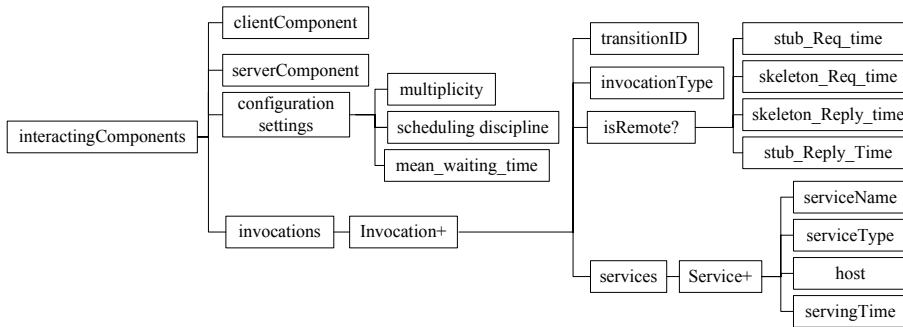 interactingComponents
clientComponent
serverComponent
configuration
settings
multiplicity
scheduling discipline
mean_waiting_time
invocations
Invocation+
transitionID
invocationType
isRemote?
stub_Req_time
skeleton_Req_time
skeleton_Reply_time
stub_Reply_Time
services
Service+
serviceName
serviceType
host
servingTime